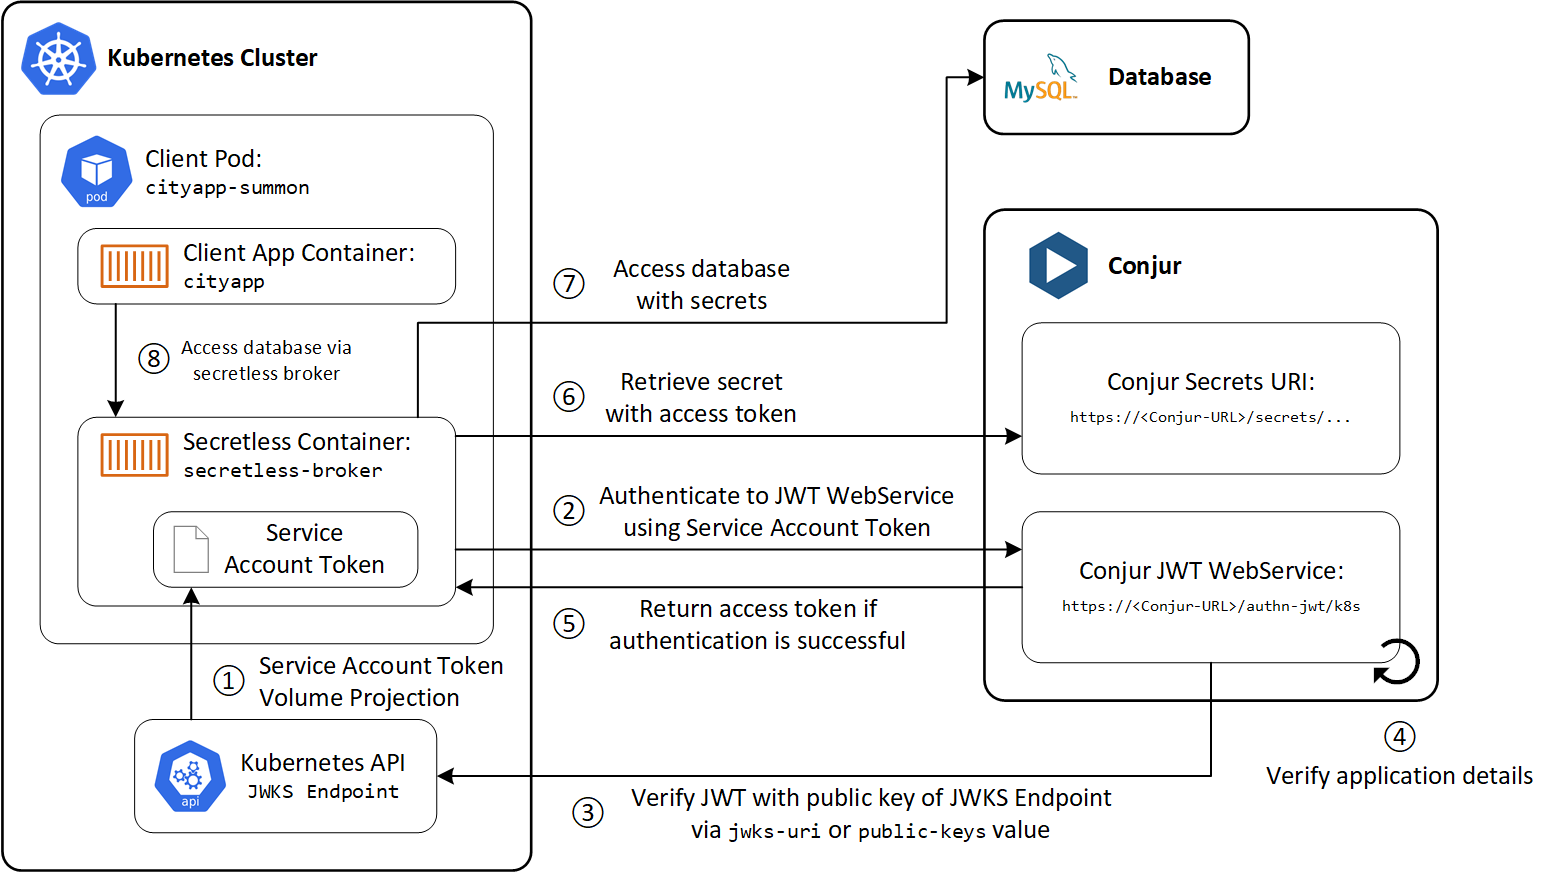 Kubernetes Cluster
Client Pod:
cityapp-summon
pod
Client App Container:
cityapp
⑧
Access database via
secretless broker
Secretless Container:
secretless-broker
Service
Account Token
①
Service Account Token
Volume Projection
Kubernetes API
JWKS Endpoint
api
MySQL™
Database
⑦
Access database
with secrets
⑥
Retrieve secret
with access token
②
Authenticate to JWT WebService
using Service Account Token
⑤
Return access token if
authentication is successful
③
Verify JWT with public key of JWKS Endpoint
via jwks-uri or public-keys value
Conjur
Conjur Secrets URI:
https://<Conjur-URL>/secrets/...
Conjur JWT WebService:
https://<Conjur-URL>/authn-jwt/k8s
④
Verify application details